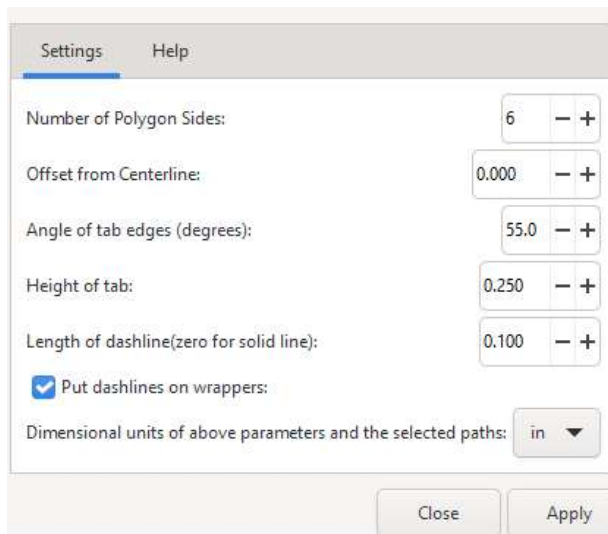 Settings Help
Number of Polygon Sides: 6
Offset from Centerline: 0.000
Angle of tab edges (degrees): 55.0
Height of tab: 0.250
Length of dashline(zero for solid line): 0.100
Put dashlines on wrappers:
Dimensional units of above parameters and the selected paths: in
Close Apply